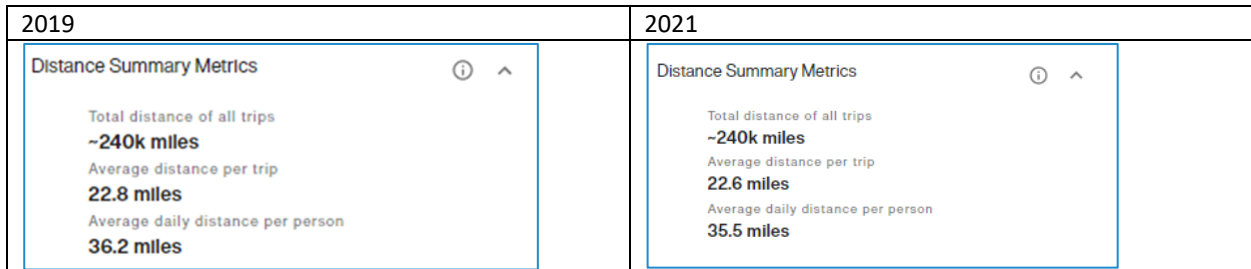 2019
Distance Summary Metrics
Total distance of all trips
~240k miles
Average distance per trip
22.8 miles
Average daily distance per person
36.2 miles
2021
Distance Summary Metrics
Total distance of all trips
~240k miles
Average distance per trip
22.6 miles
Average daily distance per person
35.5 miles